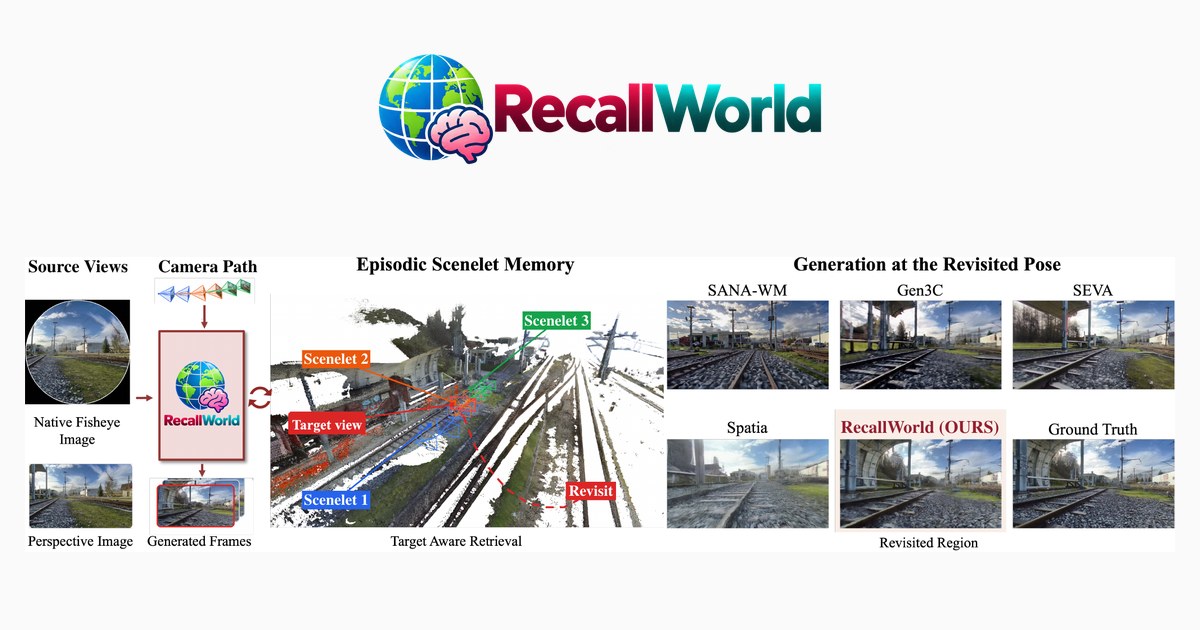 RecallWorld
Source Views
Camera Path
Episodic Scenelet Memory
Generation at the Revisited Pose
SANA-WM
Gen3C
SEVA
Scenelet 3
Scenelet 2
Target view
Scenelet 1
Revisit
RecallWorld
Native Fisheye
Image
Spatia
RecallWorld (OURS)
Ground Truth
Perspective Image
Generated Frames
Target Aware Retrieval
Revisited Region